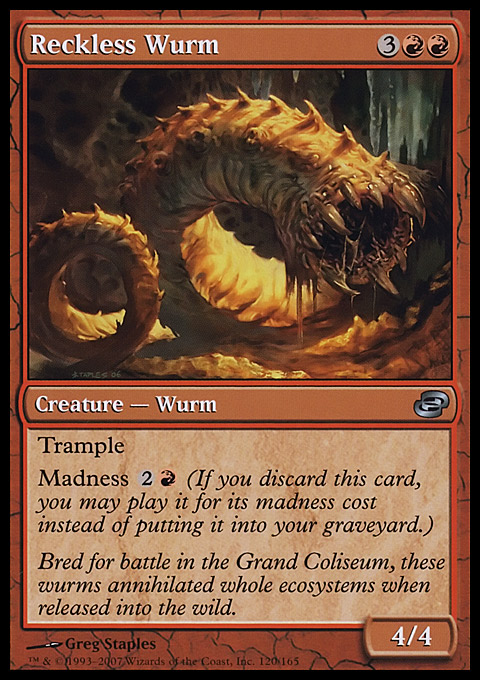 Reckless Wurm 3
STAPLES 06
Creature — Wurm
Trample
Madness 2 (If you discard this card,
you may play it for its madness cost
instead of putting it into your graveyard.)
Bred for battle in the Grand Coliseum, these
wurms annihilated whole ecosystems when
released into the wild.
Greg Staples
4/4
™ & © 1993–2007 Wizards of the Coast, Inc. 120/165